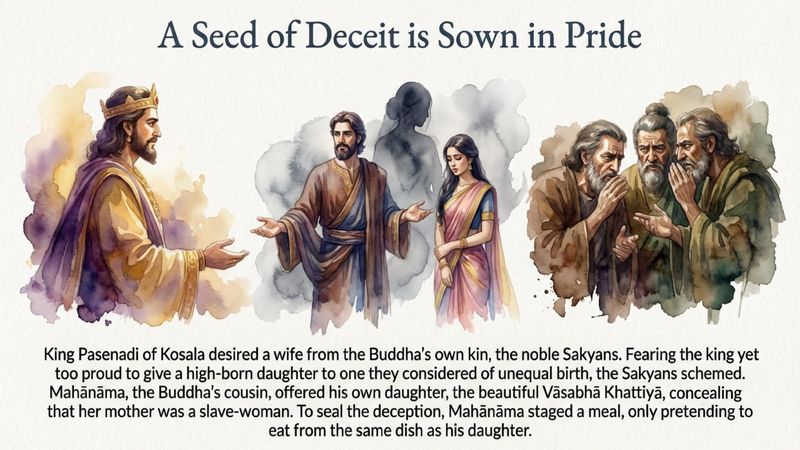 A Seed of Deceit is Sown in Pride
King Pasenadi of Kosala desired a wife from the Buddha's own kin, the noble Sakyans. Fearing the king yet
too proud to give a high-born daughter to one they considered of unequal birth, the Sakyans schemed.
Mahānāma, the Buddha's cousin, offered his own daughter, the beautiful Vāsabhā Khattiyā, concealing
that her mother was a slave-woman. To seal the deception, Mahānāma staged a meal, only pretending to
eat from the same dish as his daughter.